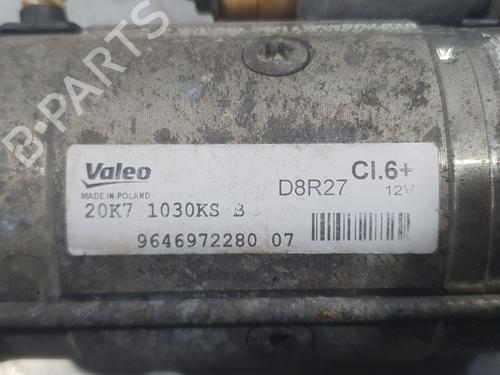 B-PARTS
Valeo
MADE IN POLAND
D8R27
Cl.6+
12V
20K7 1030KS B
9646972280 07